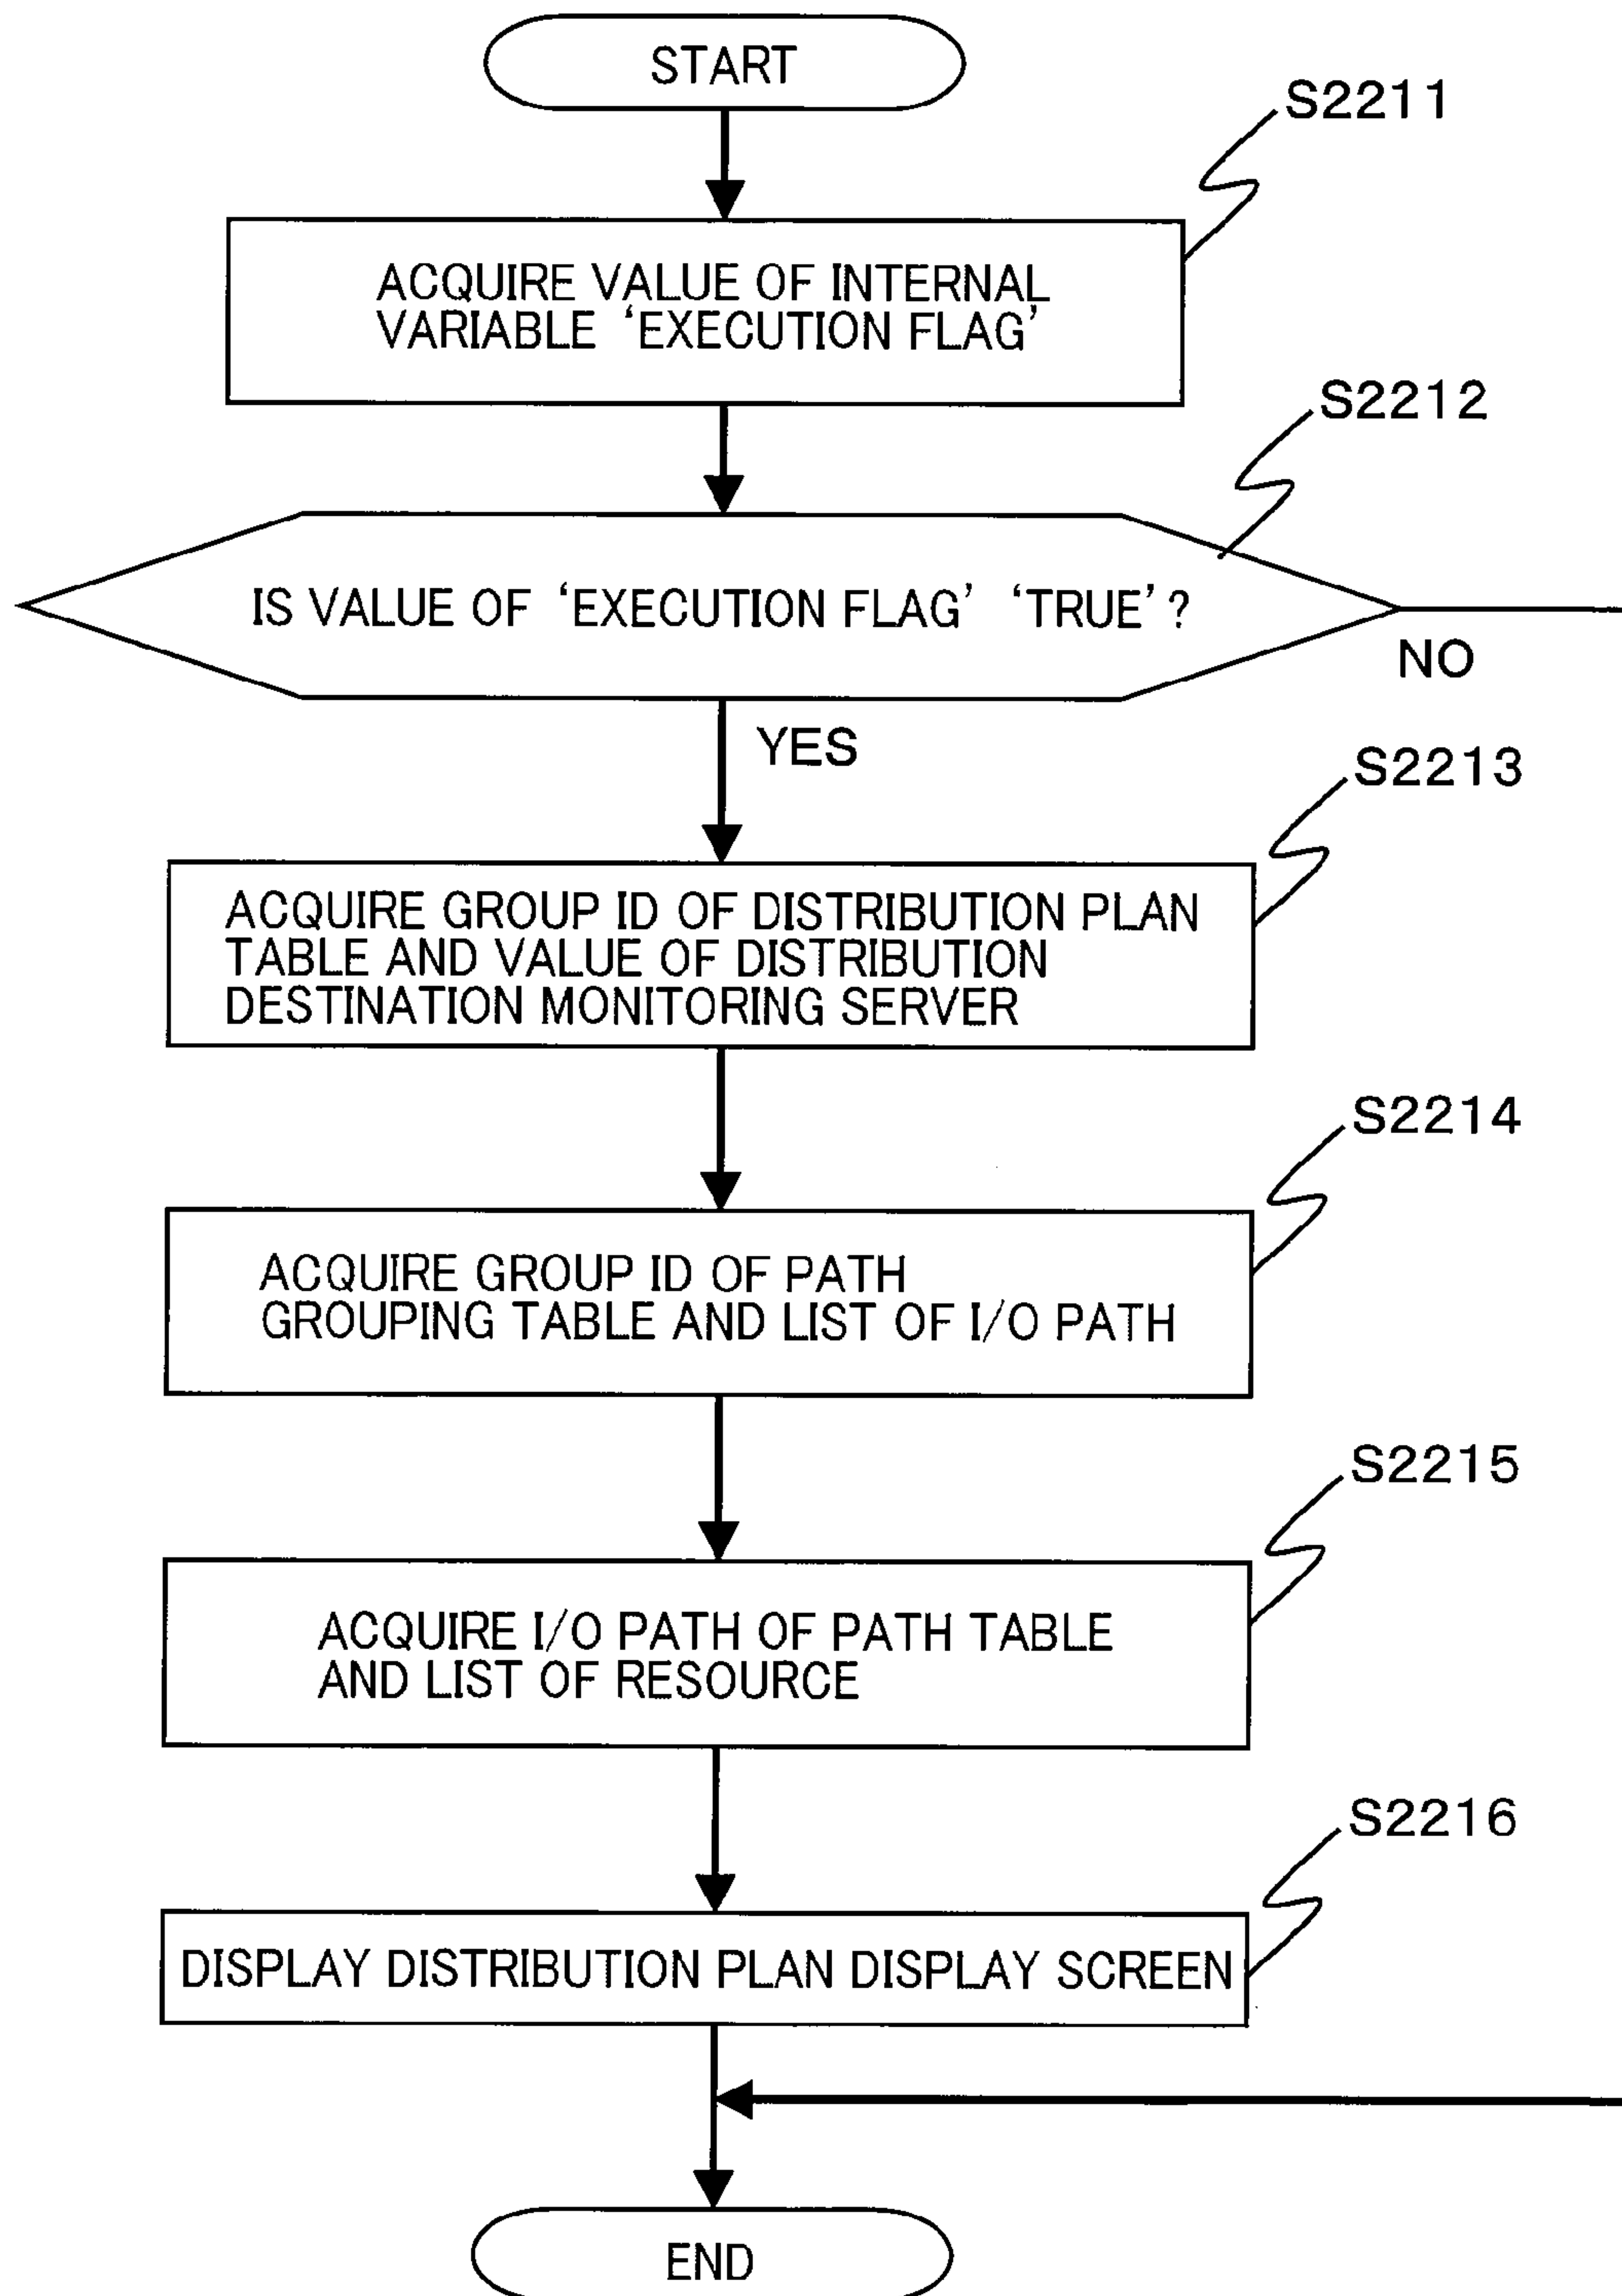 START
S2211
ACQUIRE VALUE OF INTERNAL
VARIABLE ‘EXECUTION FLAG’
S2212
IS VALUE OF ‘EXECUTION FLAG’ ‘TRUE’?
NO
YES
S2213
ACQUIRE GROUP ID OF DISTRIBUTION PLAN
TABLE AND VALUE OF DISTRIBUTION
DESTINATION MONITORING SERVER
S2214
ACQUIRE GROUP ID OF PATH
GROUPING TABLE AND LIST OF I/O PATH
S2215
ACQUIRE I/O PATH OF PATH TABLE
AND LIST OF RESOURCE
S2216
DISPLAY DISTRIBUTION PLAN DISPLAY SCREEN
END